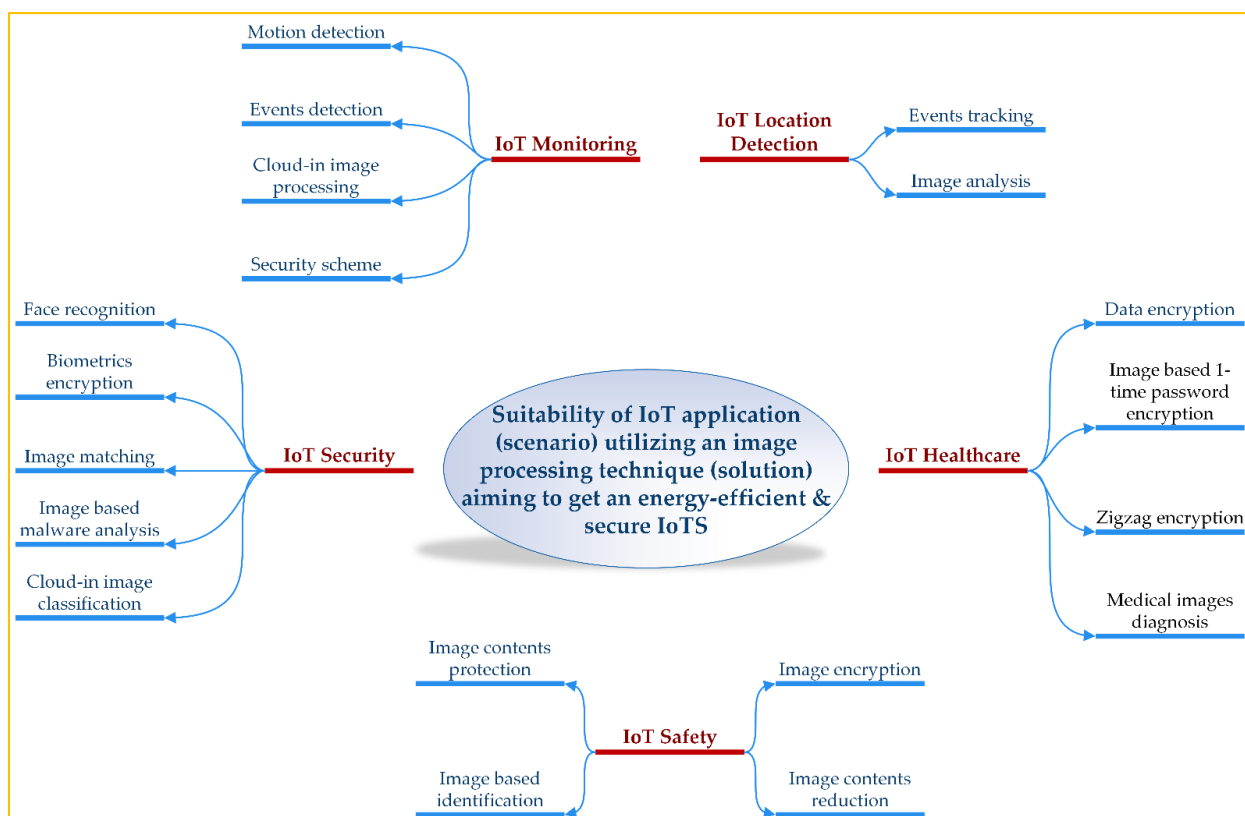 Motion detection
Events detection
Cloud-in image
processing
Security scheme
IoT Monitoring
IoT Location
Detection
Events tracking
Image analysis
Face recognition
Biometrics
encryption
Image matching
Image based
malware analysis
Cloud-in image
classification
IoT Security
Suitability of IoT application
(scenario) utilizing an image
processing technique (solution)
aiming to get an energy-efficient &
secure IoTS
IoT Healthcare
Data encryption
Image based 1-
time password
encryption
Zigzag encryption
Medical images
diagnosis
Image contents
protection
Image based
identification
IoT Safety
Image encryption
Image contents
reduction